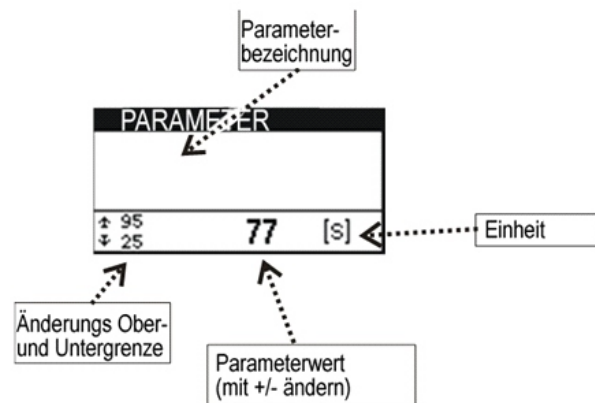 Parameter-
bezeichnung
PARAMETER
↑ 95
↓ 25
77
[S]
Einheit
Änderungs Ober-
und Untergrenze
Parameterwert
(mit +/- ändern)